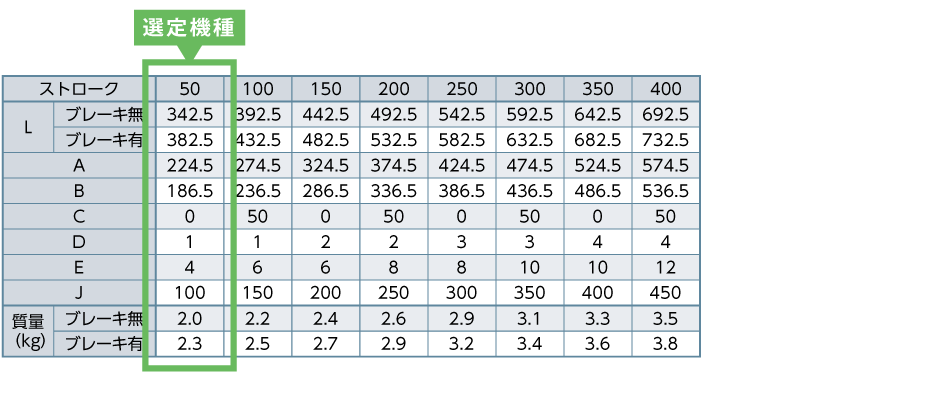 選定機種
ストローク 50 100 150 200 250 300 350 400
L ブレーキ無 342.5 392.5 442.5 492.5 542.5 592.5 642.5 692.5
ブレーキ有 382.5 432.5 482.5 532.5 582.5 632.5 682.5 732.5
A 224.5 274.5 324.5 374.5 424.5 474.5 524.5 574.5
B 186.5 236.5 286.5 336.5 386.5 436.5 486.5 536.5
C 0 50 0 50 0 50 0 50
D 1 1 2 2 3 3 4 4
E 4 6 6 8 8 10 10 12
J 100 150 200 250 300 350 400 450
質量 (kg) ブレーキ無 2.0 2.2 2.4 2.6 2.9 3.1 3.3 3.5
ブレーキ有 2.3 2.5 2.7 2.9 3.2 3.4 3.6 3.8